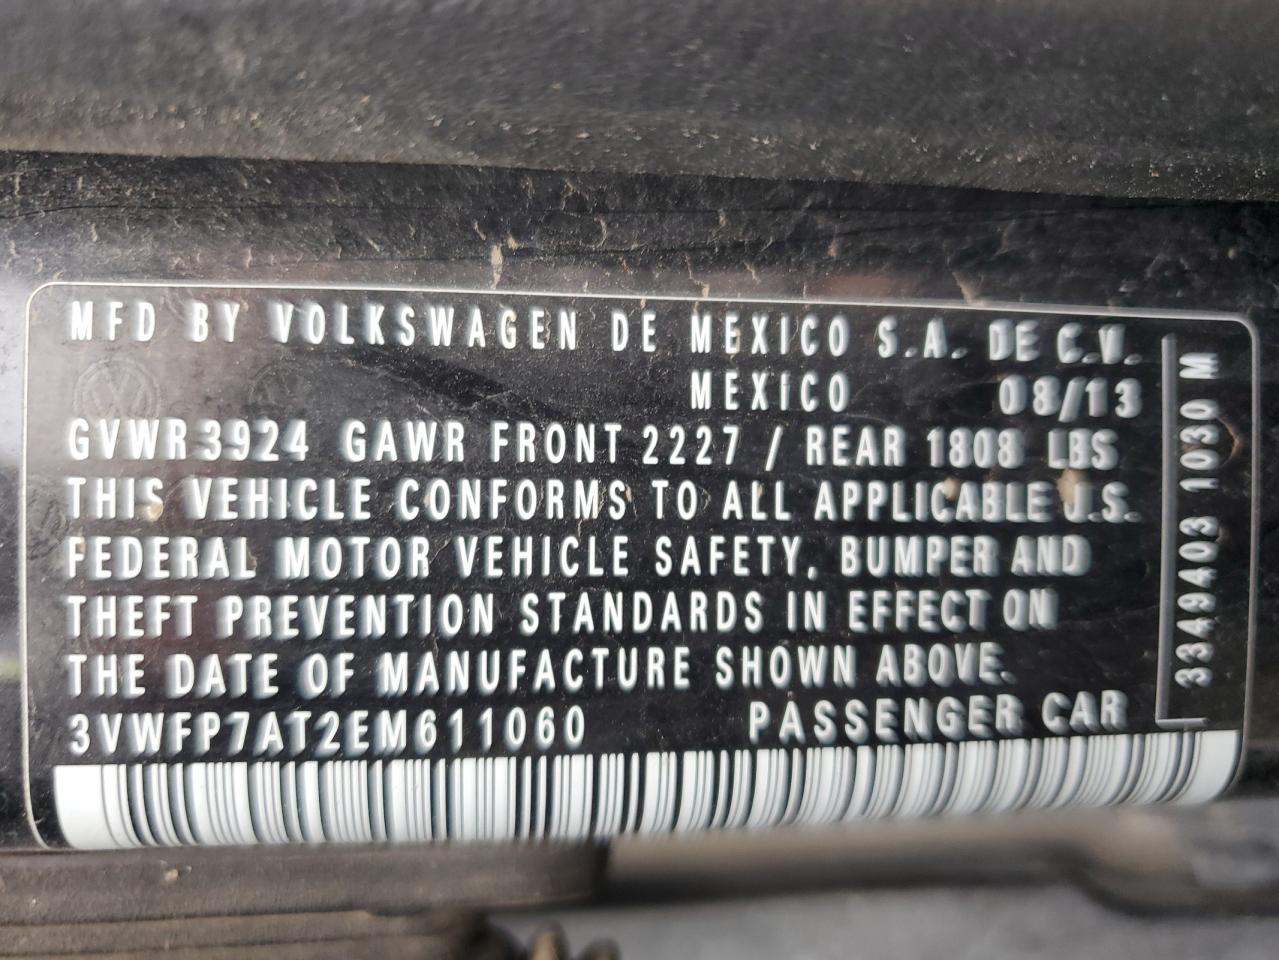 MFD BY VOLKSWAGEN DE MEXICO S.A. DE C.V.
MEXICO 08/13
GVWR 3924 GAWR FRONT 2227 / REAR 1808 LBS
THIS VEHICLE CONFORMS TO ALL APPLICABLE U.S.
FEDERAL MOTOR VEHICLE SAFETY, BUMPER AND
THEFT PREVENTION STANDARDS IN EFFECT ON
THE DATE OF MANUFACTURE SHOWN ABOVE.
3VWFP7AT2EM611060 PASSENGER CAR
3349403 1030 M